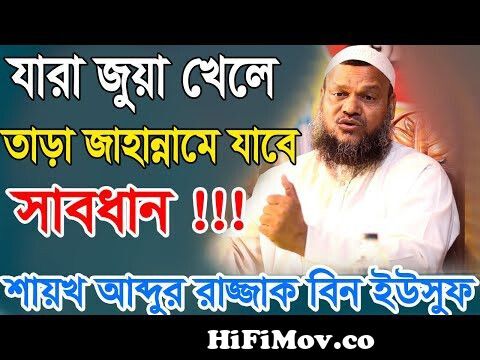 যারা জুয়া খেলে
তাড়া জাহান্নামে যাবে
সাবধান !!!
শায়খ আব্দুর রাজ্জাক বিন ইউসুফ
HiFiMov.co